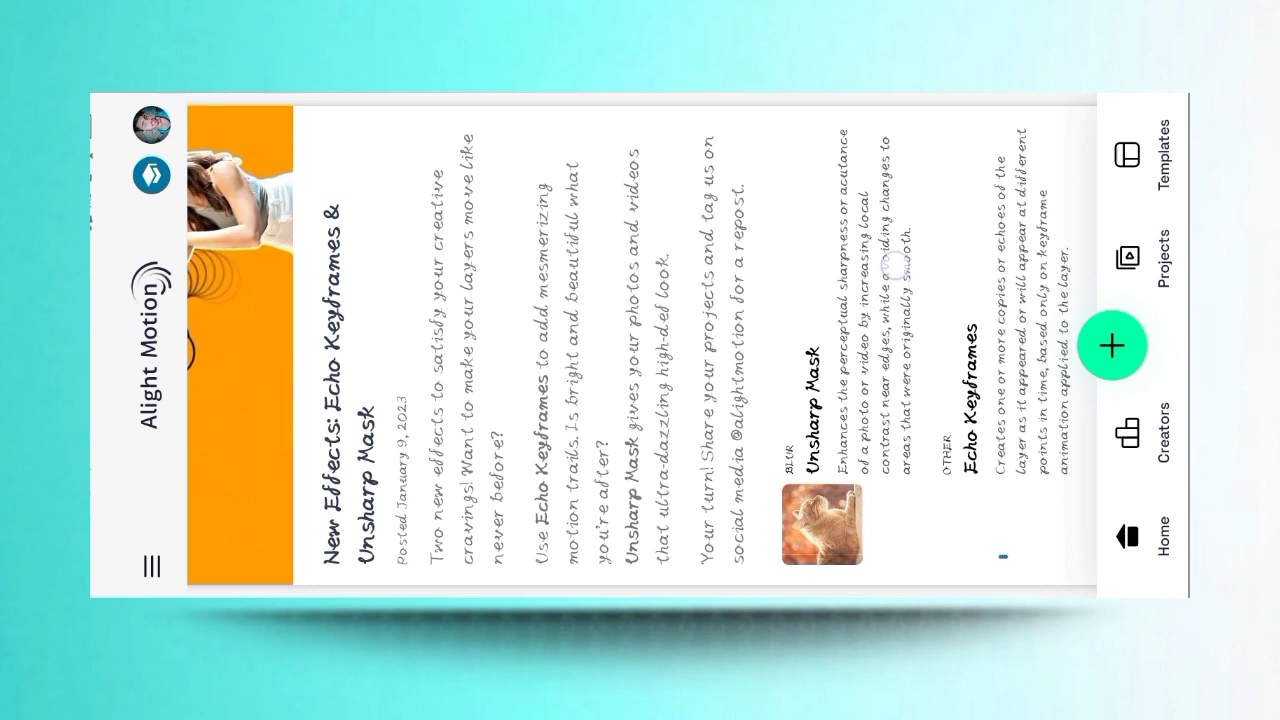 Alight Motion
New Effects: Echo Keyframes &
Unsharp Mask
Posted January 9, 2023
Two new effects to satisfy your creative
cravings! Want to make your layers move like
never before?
Use Echo Keyframes to add mesmerizing
motion trails. Is bright and beautiful what
you're after?
Unsharp Mask gives your photos and videos
that ultra-dazzling high-def look.
Your turn! Share your projects and tag us on
social media @alightmotion for a repost.
BLUR
Unsharp Mask
Enhances the perceptual sharpness or acutance
of a photo or video by increasing local
contrast near edges, while avoiding changes to
areas that were originally smooth.
OTHER
Echo Keyframes
Creates one or more copies or echoes of the
layer as it appeared or will appear at different
points in time, based only on keyframe
animation applied to the layer.
Home
Creators
Projects
Templates